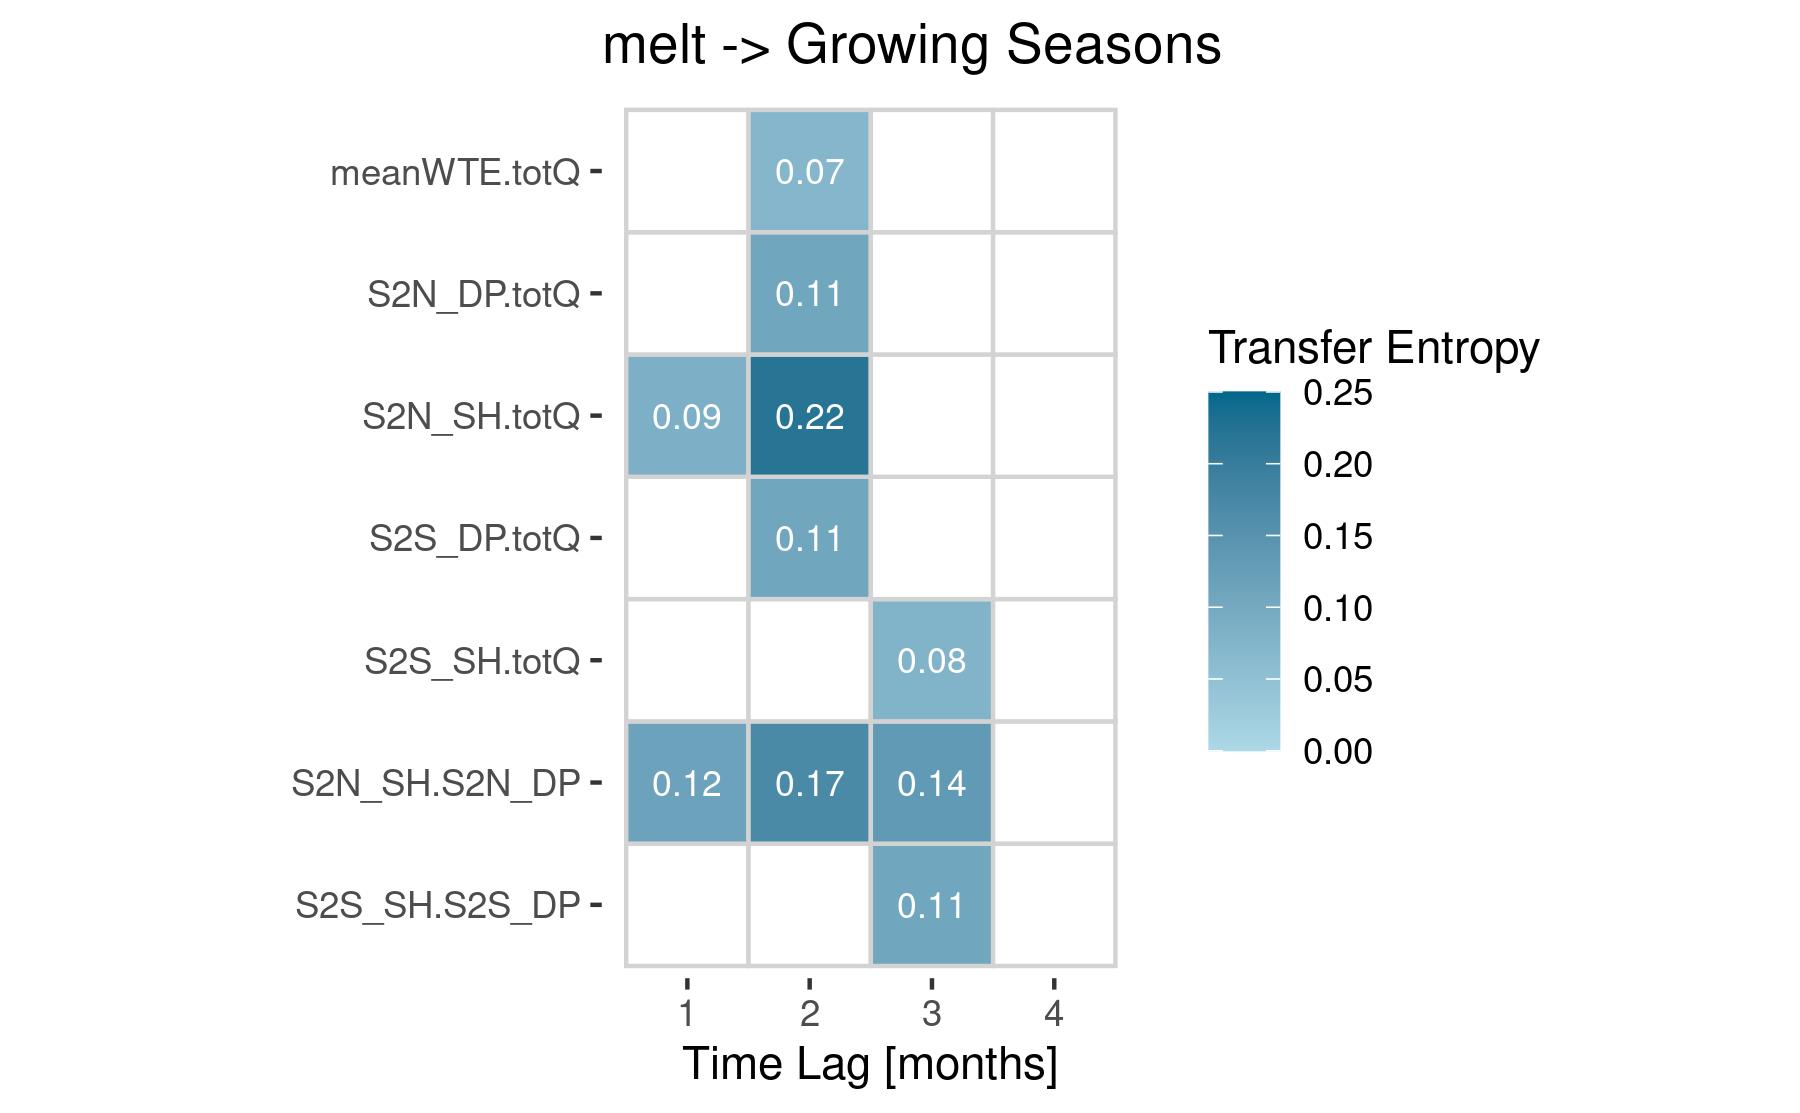 melt -> Growing Seasons
meanWTE.totQ
0.07
S2N_DP.totQ
0.11
S2N_SH.totQ
0.09 0.22
S2S_DP.totQ
0.11
S2S_SH.totQ
0.08
S2N_SH.S2N_DP
0.12 0.17 0.14
S2S_SH.S2S_DP
0.11
1 2 3 4
Time Lag [months]
Transfer Entropy
0.25
0.20
0.15
0.10
0.05
0.00